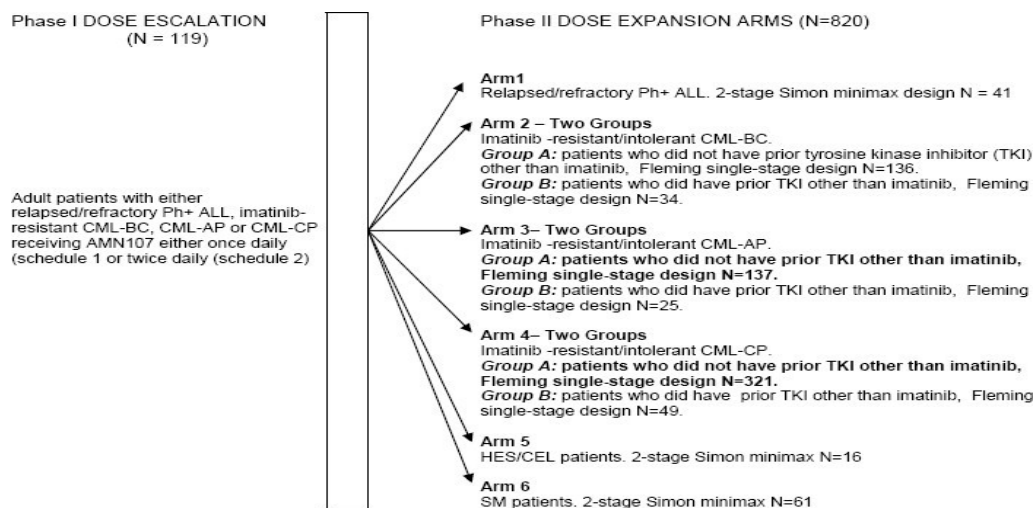 Phase I DOSE ESCALATION
(N = 119)
Adult patients with either
relapsed/refractory Ph+ ALL, imatinib-
resistant CML-BC, CML-AP or CML-CP
receiving AMN107 either once daily
(schedule 1 or twice daily (schedule 2)
Phase II DOSE EXPANSION ARMS (N=820)
Arm1
Relapsed/refractory Ph+ ALL. 2-stage Simon minimax design N = 41
Arm 2 – Two Groups
Imatinib -resistant/intolerant CML-BC.
Group A: patients who did not have prior tyrosine kinase inhibitor (TKI)
other than imatinib, Fleming single-stage design N=136.
Group B: patients who did have prior TKI other than imatinib, Fleming
single-stage design N=34.
Arm 3– Two Groups
Imatinib -resistant/intolerant CML-AP.
Group A: patients who did not have prior TKI other than imatinib,
Fleming single-stage design N=137.
Group B: patients who did have prior TKI other than imatinib, Fleming
single-stage design N=25.
Arm 4– Two Groups
Imatinib -resistant/intolerant CML-CP.
Group A: patients who did not have prior TKI other than imatinib,
Fleming single-stage design N=321.
Group B: patients who did have prior TKI other than imatinib, Fleming
single-stage design N=49.
Arm 5
HES/CEL patients. 2-stage Simon minimax N=16
Arm 6
SM patients. 2-stage Simon minimax N=61